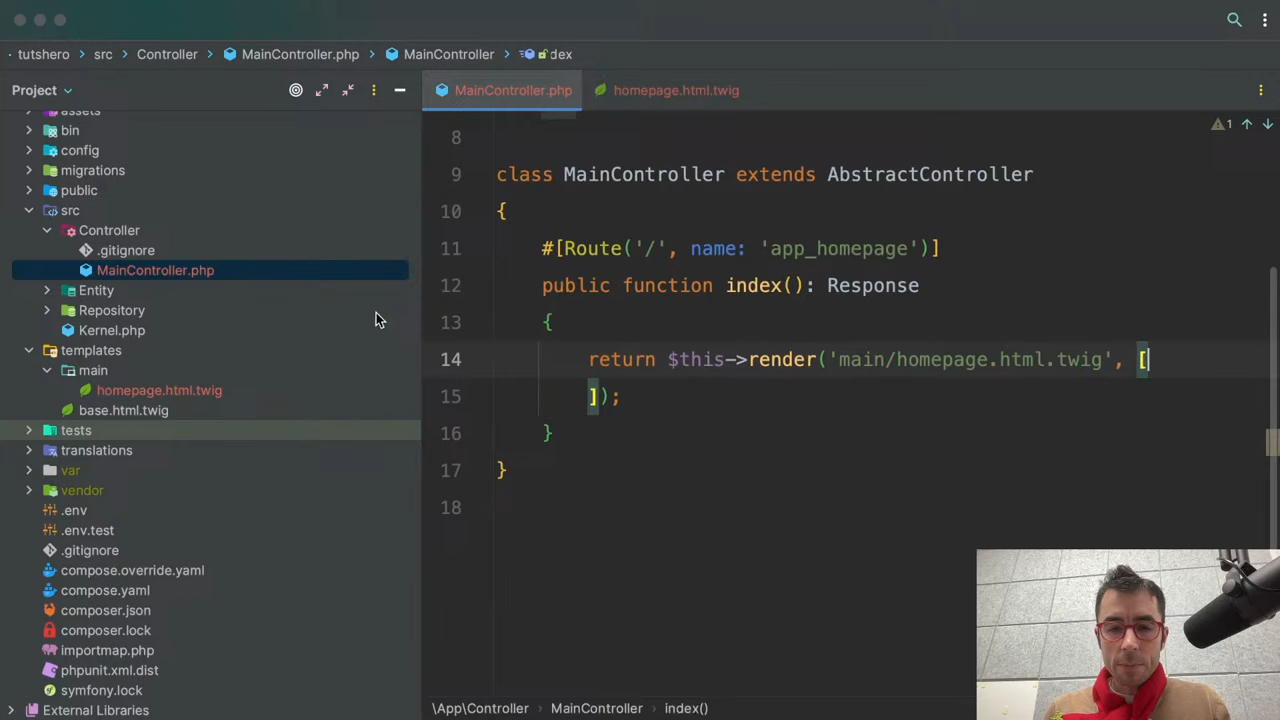 tutshero > src > Controller > MainController.php > MainController > dex
Project
MainController.php
homepage.html.twig
assets
bin
config
migrations
public
src
Controller
.gitignore
MainController.php
Entity
Repository
Kernel.php
templates
main
homepage.html.twig
base.html.twig
tests
translations
var
vendor
.env
.env.test
.gitignore
compose.override.yaml
compose.yaml
composer.json
composer.lock
importmap.php
phpunit.xml.dist
symfony.lock
External Libraries
1
8
9 class MainController extends AbstractController
10 {
11 #[Route('/', name: 'app_homepage')]
12 public function index(): Response
13 {
14 return $this->render('main/homepage.html.twig', [
15 ]);
16 }
17 }
18
\App\Controller > MainController > index()